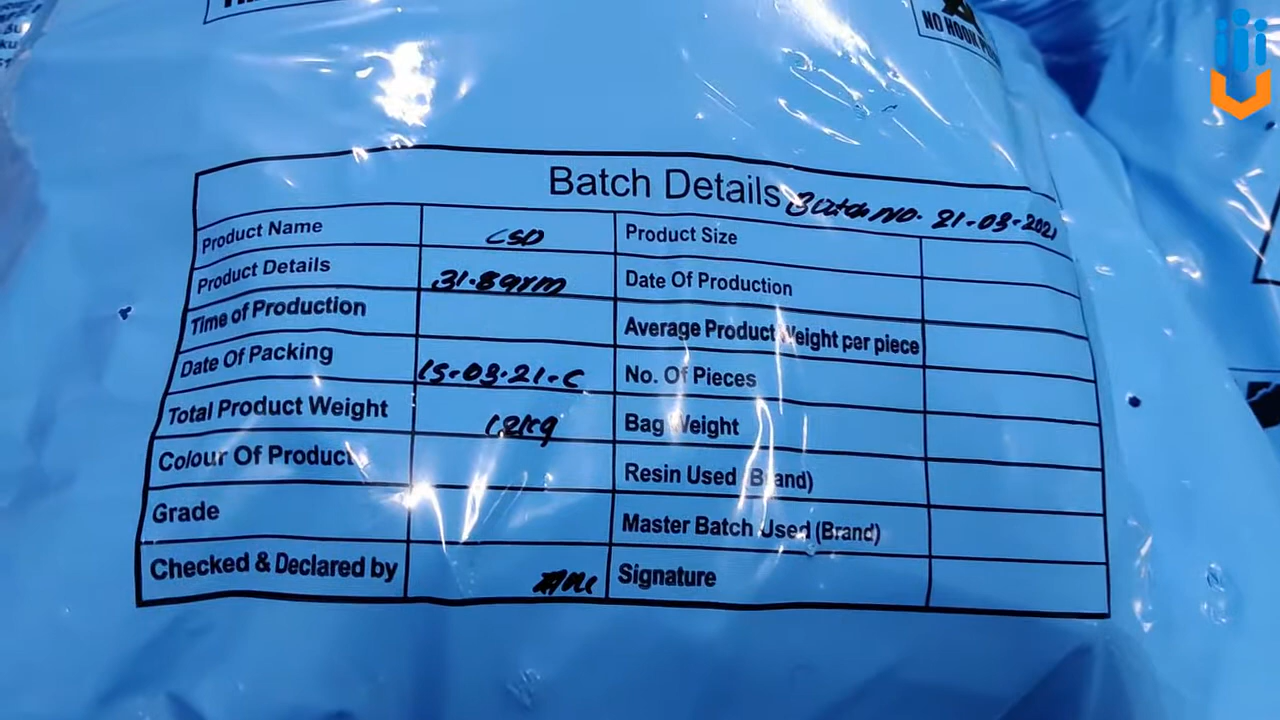 NO HOOK
Batch Details Batch NO. 21-03-2021
Product Name CSD Product Size
Product Details 31.8grm Date Of Production
Time of Production Average Product Weight per piece
Date Of Packing 15-03-21-C No. Of Pieces
Total Product Weight 12kg Bag Weight
Colour Of Product Resin Used (Brand)
Grade Master Batch Used (Brand)
Checked & Declared by Signature